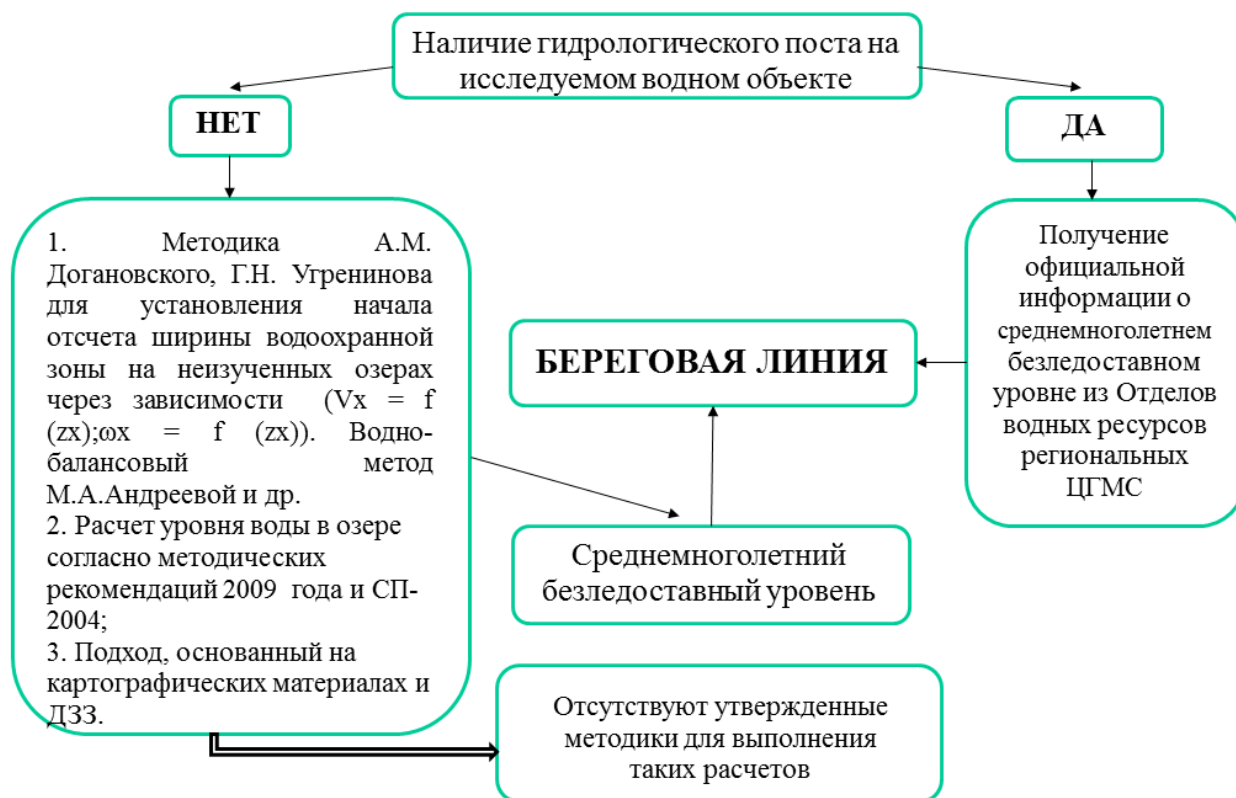 Наличие гидрологического поста на
исследуемом водном объекте
НЕТ
ДА
1. Методика А.М.
Догановского, Г.Н. Угренинова
для установления начала
отсчета ширины водоохранной
зоны на неизученных озерах
через зависимости (Vx = f
(zx);ωx = f (zx)). Водно-
балансовый метод
М.А.Андреевой и др.
2. Расчет уровня воды в озере
согласно методических
рекомендаций 2009 года и СП-
2004;
3. Подход, основанный на
картографических материалах и
ДЗЗ.
Получение
официальной
информации о
среднемноголетнем
безледоставном
уровне из Отделов
водных ресурсов
региональных
ЦГМС
БЕРЕГОВАЯ ЛИНИЯ
Среднемноголетний
безледоставный уровень
Отсутствуют утвержденные
методики для выполнения
таких расчетов